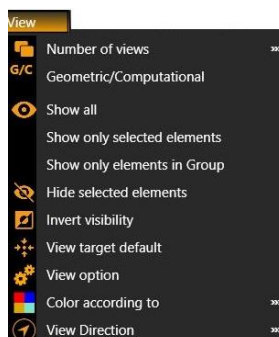 View
Number of views
G/C Geometric/Computational
Show all
Show only selected elements
Show only elements in Group
Hide selected elements
Invert visibility
View target default
View option
Color according to
View Direction